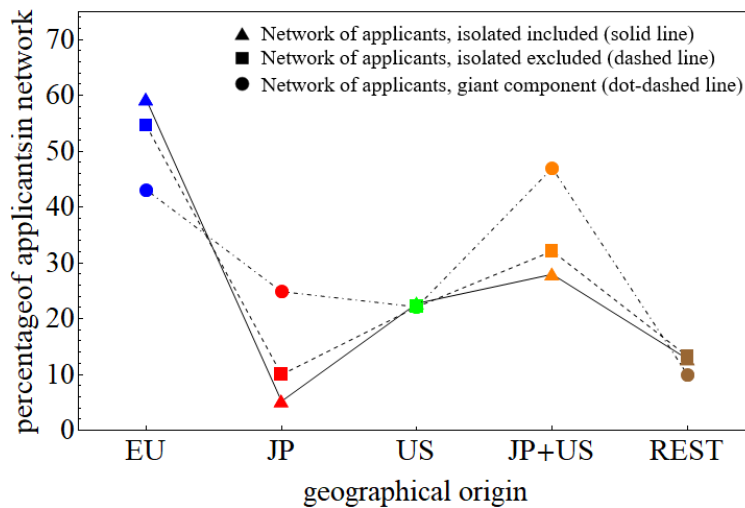 Network of applicants, isolated included (solid line)
Network of applicants, isolated excluded (dashed line)
Network of applicants, giant component (dot-dashed line)
percentageof applicantsin network
70
60
50
40
30
20
10
0
EU JP US JP+US REST
geographical origin